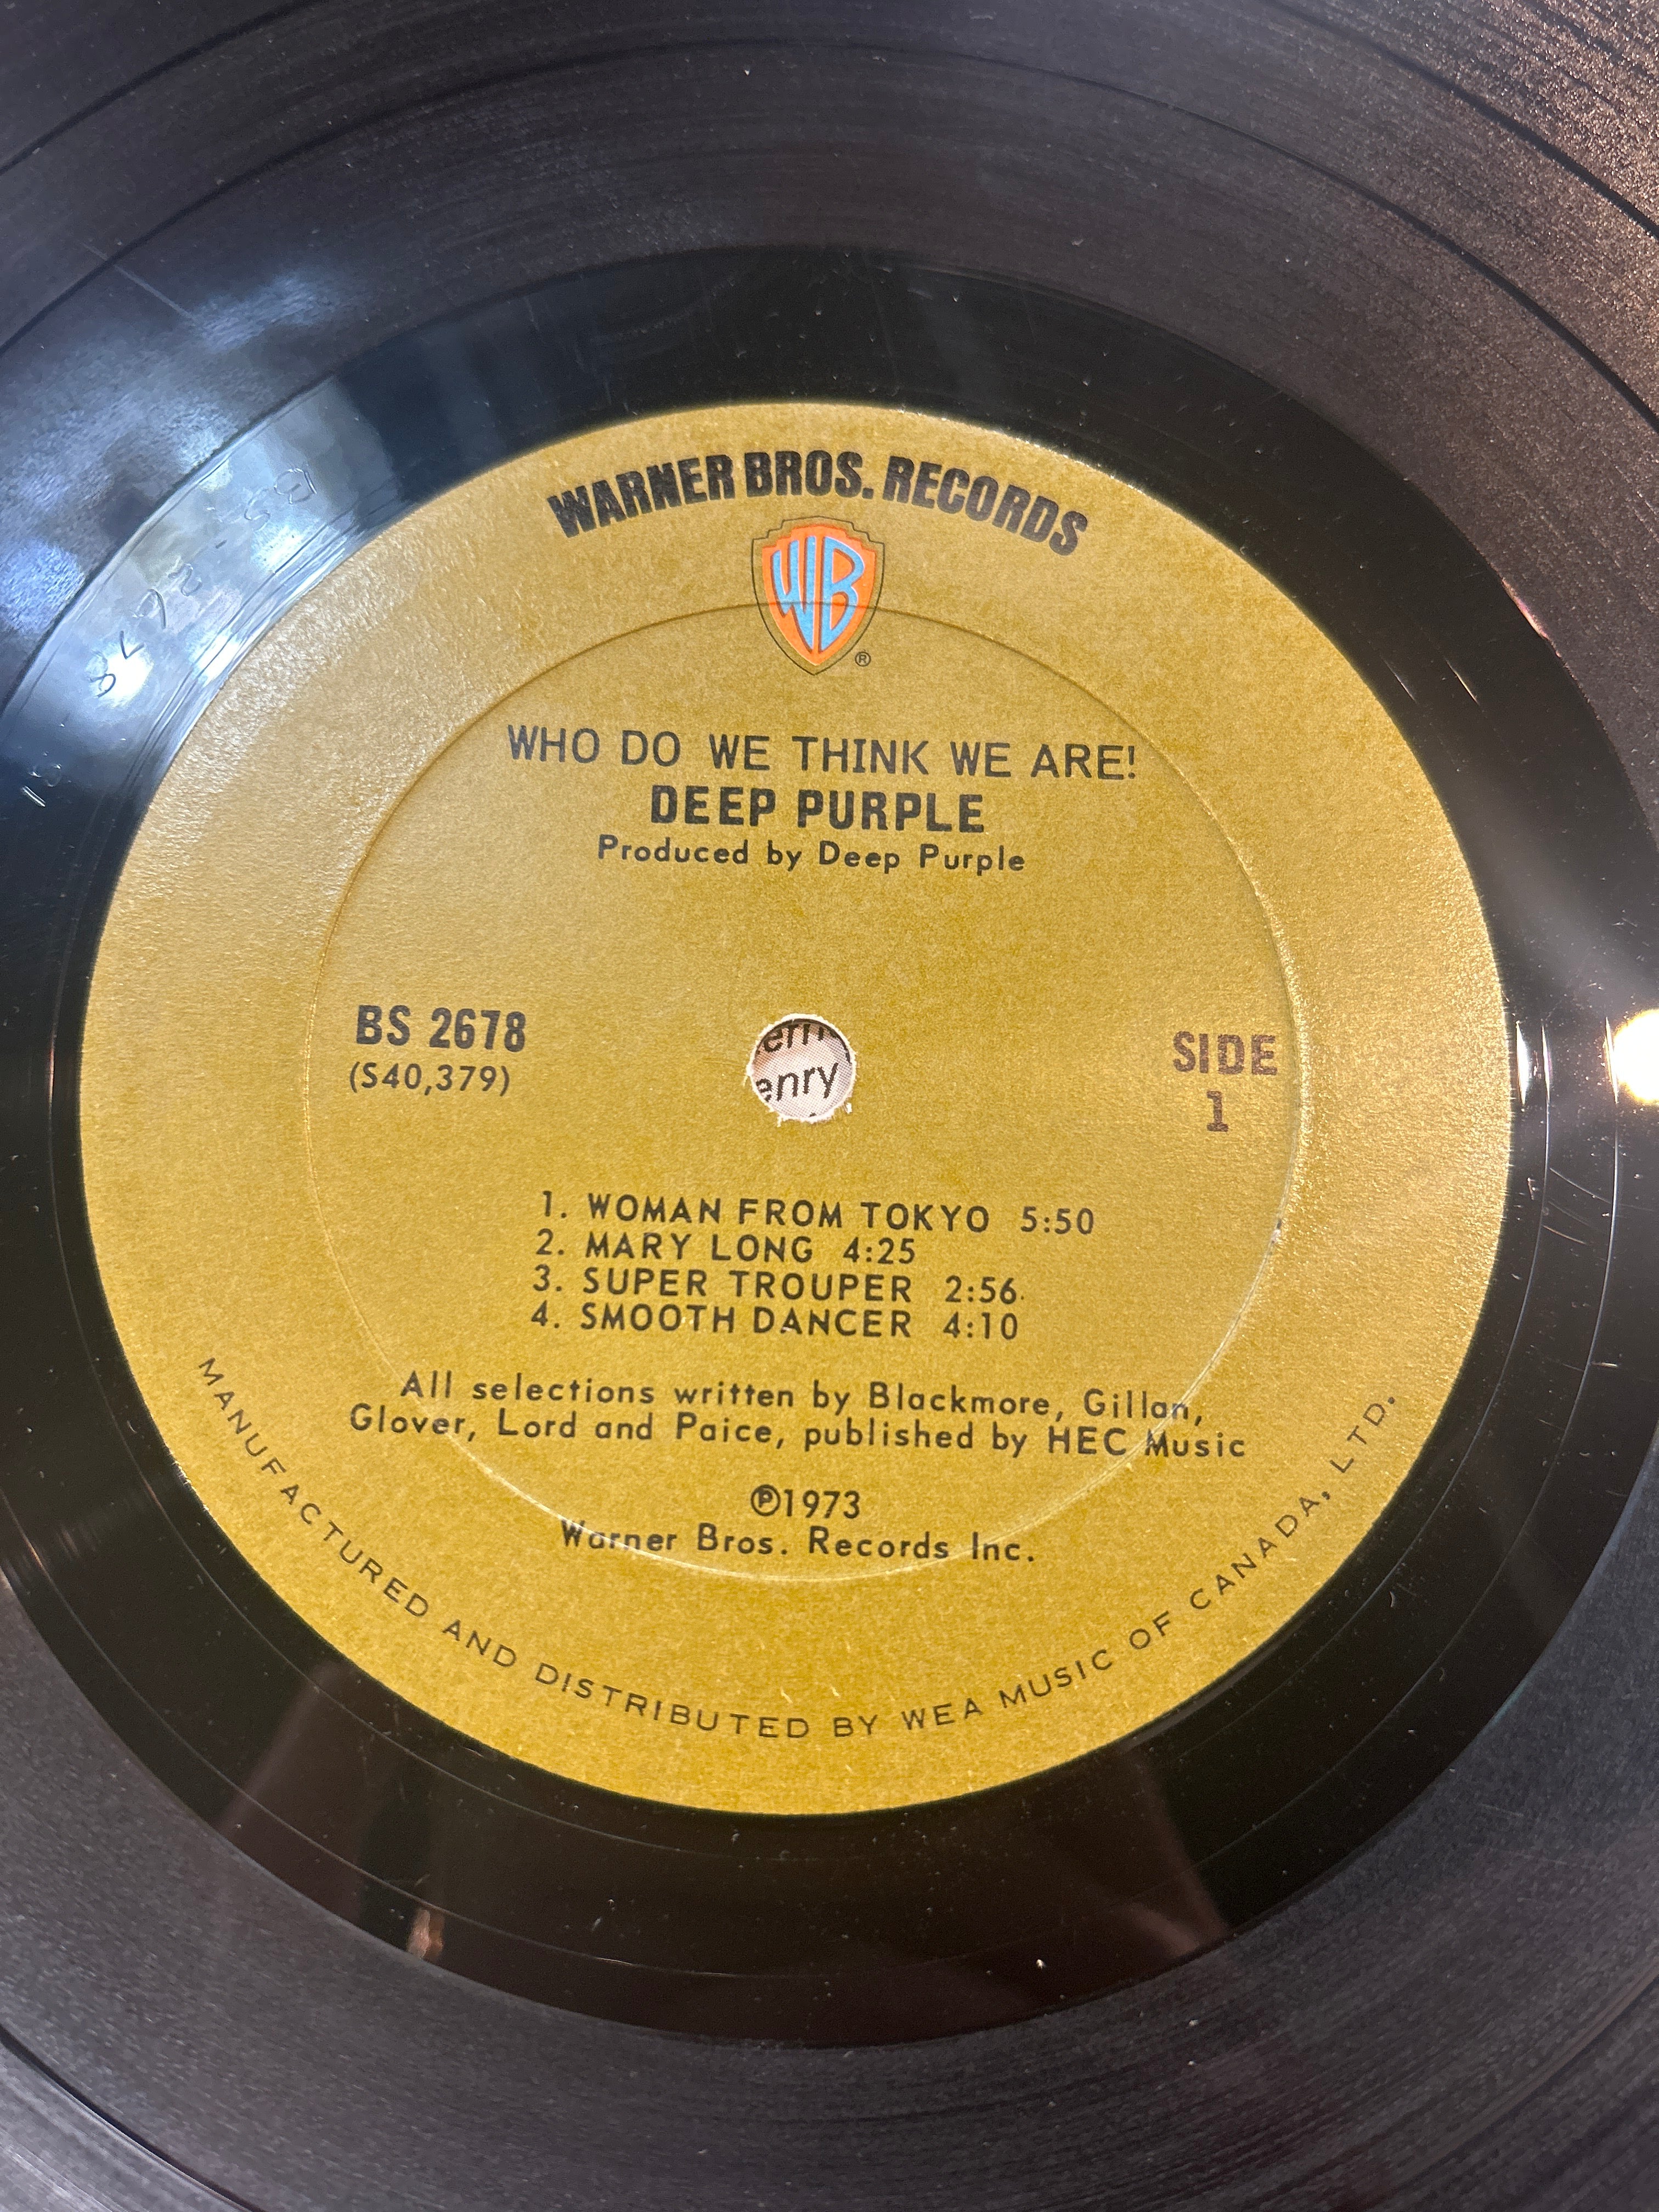 WARNER BROS. RECORDS
WB
®
WHO DO WE THINK WE ARE!
DEEP PURPLE
Produced by Deep Purple
BS 2678
(S40,379)
SIDE
1
enry
1. WOMAN FROM TOKYO 5:50
2. MARY LONG 4:25
3. SUPER TROUPER 2:56
4. SMOOTH DANCER 4:10
All selections written by Blackmore, Gillan,
Glover, Lord and Paice, published by HEC Music
℗1973
Warner Bros. Records Inc.
MANUFACTURED AND DISTRIBUTED BY WEA MUSIC OF CANADA, LTD.
BS 2678